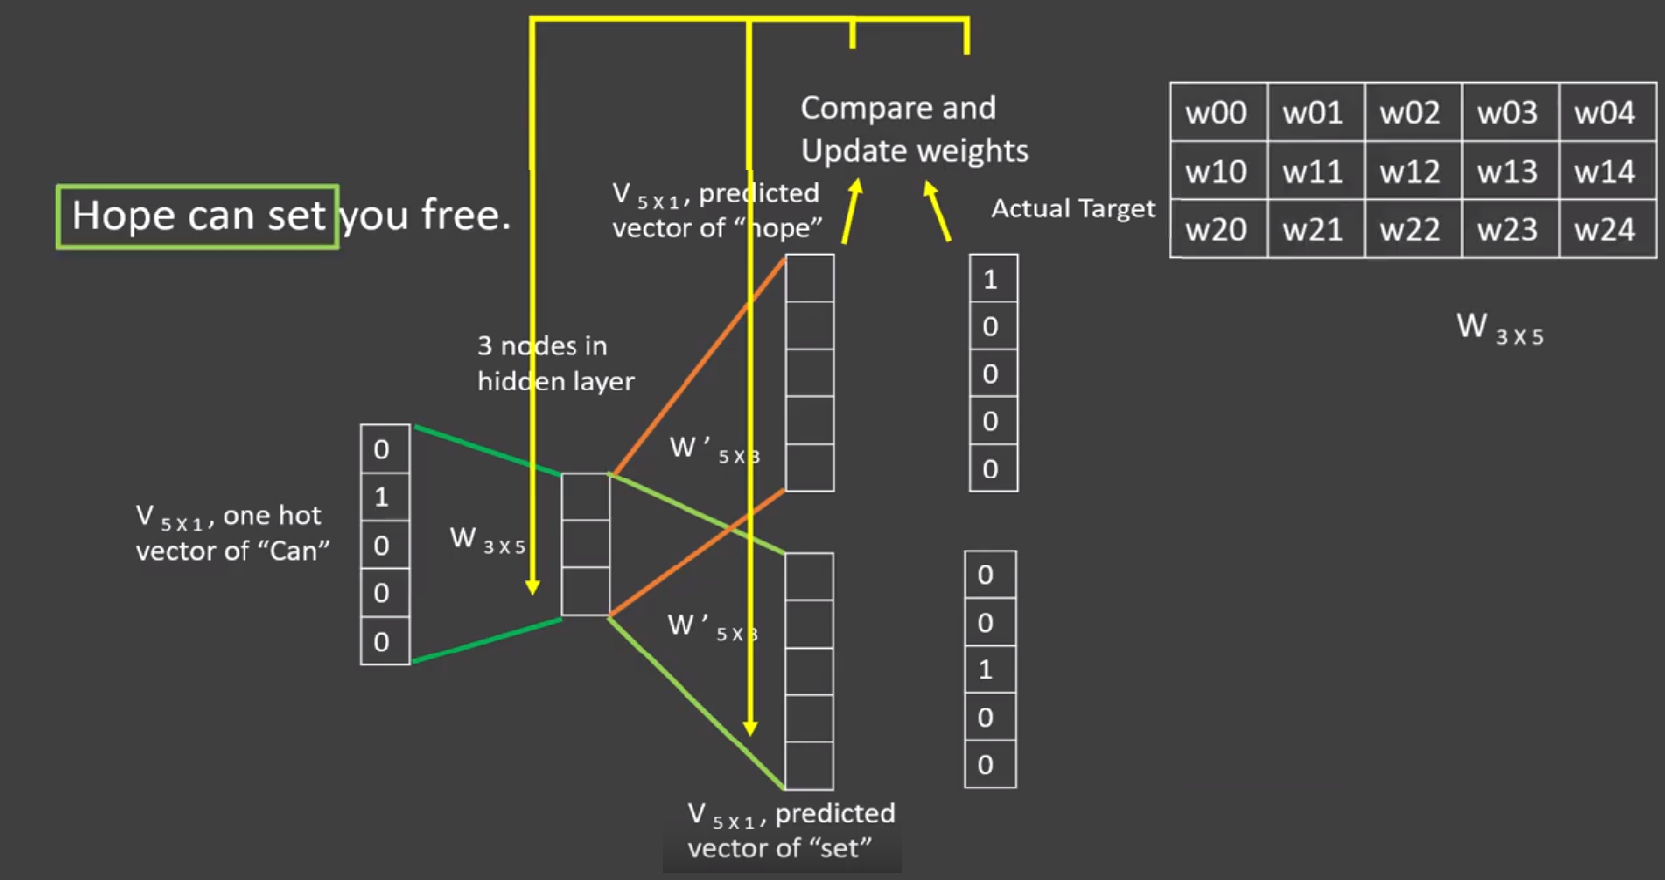 Compare and
Update weights
Hope can set you free.
V 5 X 1, predicted
vector of "hope"
Actual Target
w00 w01 w02 w03 w04
w10 w11 w12 w13 w14
w20 w21 w22 w23 w24
W 3 X 5
3 nodes in
hidden layer
V 5 X 1, one hot
vector of "Can"
0
1
0
0
0
W 3 X 5
W ' 5 X 3
W ' 5 X 3
1
0
0
0
0
0
0
1
0
0
V 5 X 1, predicted
vector of "set"